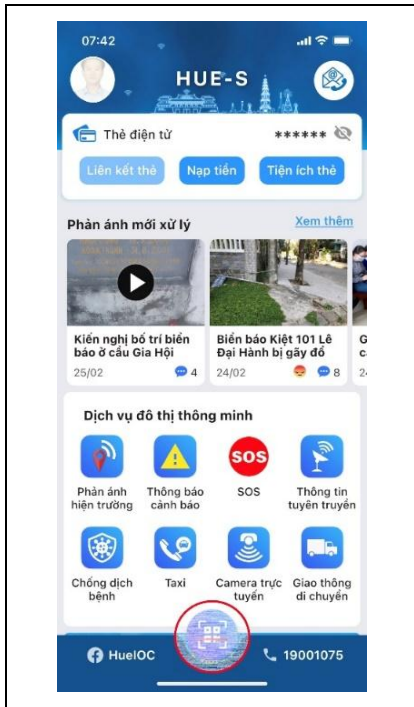 07:42
HUE-S
Thẻ điện tử
******
Liên kết thẻ
Nạp tiền
Tiện ích thẻ
Phản ánh mới xử lý
Xem thêm
Kiến nghị bố trí biển
báo ở cầu Gia Hội
25/02
4
Biển báo Kiệt 101 Lê
Đại Hành bị gãy đổ
24/02
8
Dịch vụ đô thị thông minh
Phản ánh
hiện trường
Thông báo
cảnh báo
SOS
SOS
Thông tin
tuyên truyền
Chống dịch
bệnh
Taxi
Camera trực
tuyến
Giao thông
di chuyển
HueIOC
19001075